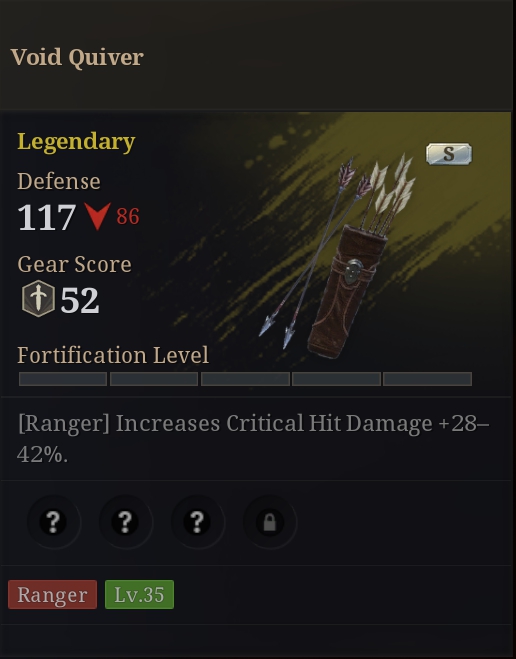 Void Quiver
Legendary
S
Defense
117 86
Gear Score
52
Fortification Level
[Ranger] Increases Critical Hit Damage +28–
42%.
? ? ?
Ranger Lv.35